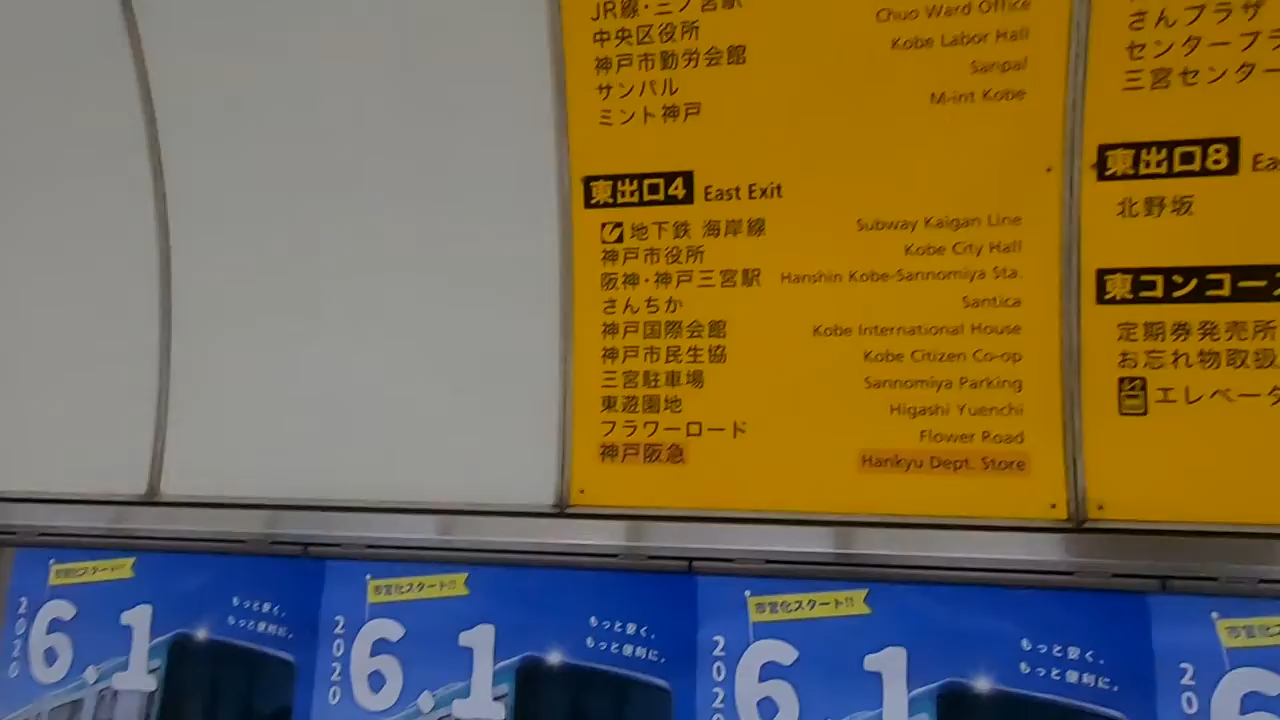 JR線・三ノ宮駅
中央区役所 Chuo Ward Office
神戸市勤労会館 Kobe Labor Hall
サンパル Sanpal
ミント神戸 M-int Kobe
東出口4 East Exit
地下鉄 海岸線 Subway Kaigan Line
神戸市役所 Kobe City Hall
阪神・神戸三宮駅 Hanshin Kobe-Sannomiya Sta.
さんちか Santica
神戸国際会館 Kobe International House
神戸市民生協 Kobe Citizen Co-op
三宮駐車場 Sannomiya Parking
東遊園地 Higashi Yuenchi
フラワーロード Flower Road
神戸阪急 Hankyu Dept. Store
さんプラザ
センタープラ
三宮センター
東出口8 Ea
北野坂
東コンコース
定期券発売所
お忘れ物取扱
エレベータ
市営化スタート!!
2020
6.1
もっと安く、
もっと便利に。
市営化スタート!!
2020
6.1
もっと安く、
もっと便利に。
市営化スタート!!
202
6.1
もっと安く、
もっと便利に。
市営化
20
6